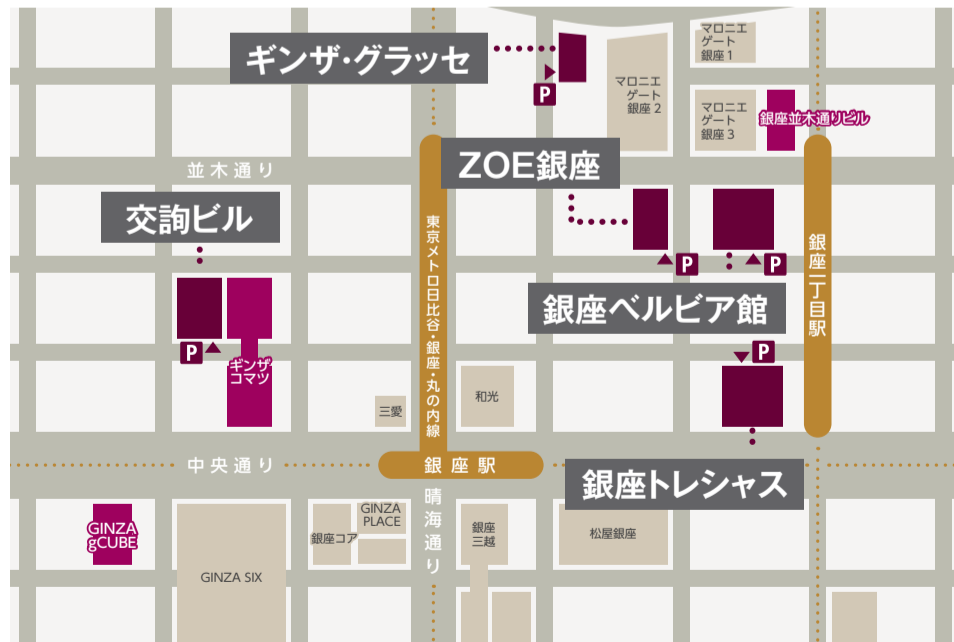 マロニエ
ゲート
銀座 1
ギンザ・グラッセ
P
マロニエ
ゲート
銀座 2
マロニエ
ゲート
銀座 3
銀座並木通りビル
並木通り
ZOE銀座
交詢ビル
東京メトロ日比谷・銀座・丸の内線
銀座一丁目駅
P
P
銀座ベルビア館
P
ギンザ
コマツ
P
三愛
和光
中央通り
銀座駅
銀座トレシャス
晴海通り
GINZA
gCUBE
GINZA SIX
銀座コア
GINZA
PLACE
銀座
三越
松屋銀座